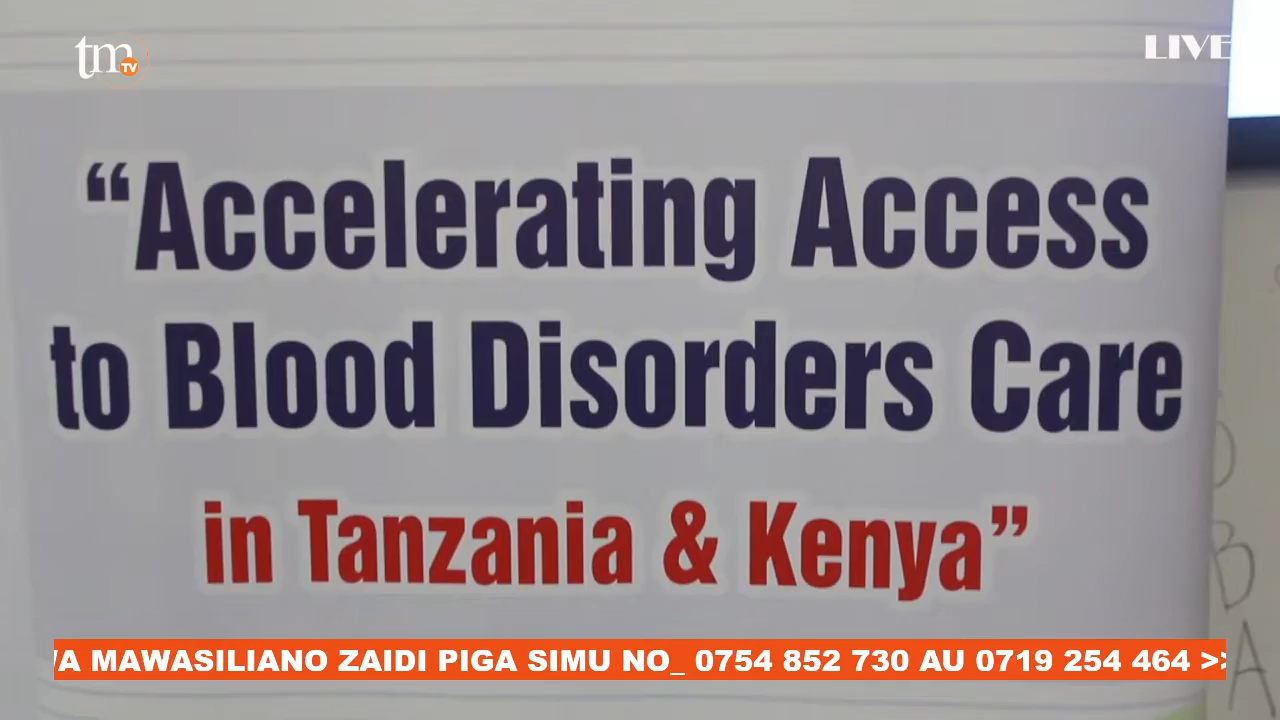 tm TV
LIVE
“Accelerating Access
to Blood Disorders Care
in Tanzania & Kenya”
MAWASILIANO ZAIDI PIGA SIMU NO_ 0754 852 730 AU 0719 254 464 >>